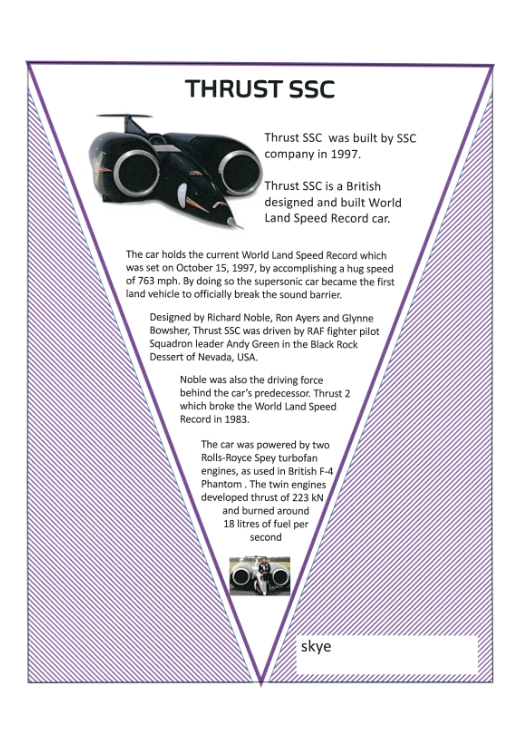 THRUST SSC
Thrust SSC was built by SSC
company in 1997.
Thrust SSC is a British
designed and built World
Land Speed Record car.
The car holds the current World Land Speed Record which
was set on October 15, 1997, by accomplishing a hug speed
of 763 mph. By doing so the supersonic car became the first
land vehicle to officially break the sound barrier.
Designed by Richard Noble, Ron Ayers and Glynne
Bowsher, Thrust SSC was driven by RAF fighter pilot
Squadron leader Andy Green in the Black Rock
Dessert of Nevada, USA.
Noble was also the driving force
behind the car's predecessor. Thrust 2
which broke the World Land Speed
Record in 1983.
The car was powered by two
Rolls-Royce Spey turbofan
engines, as used in British F-4
Phantom . The twin engines
developed thrust of 223 kN
and burned around
18 litres of fuel per
second
skye